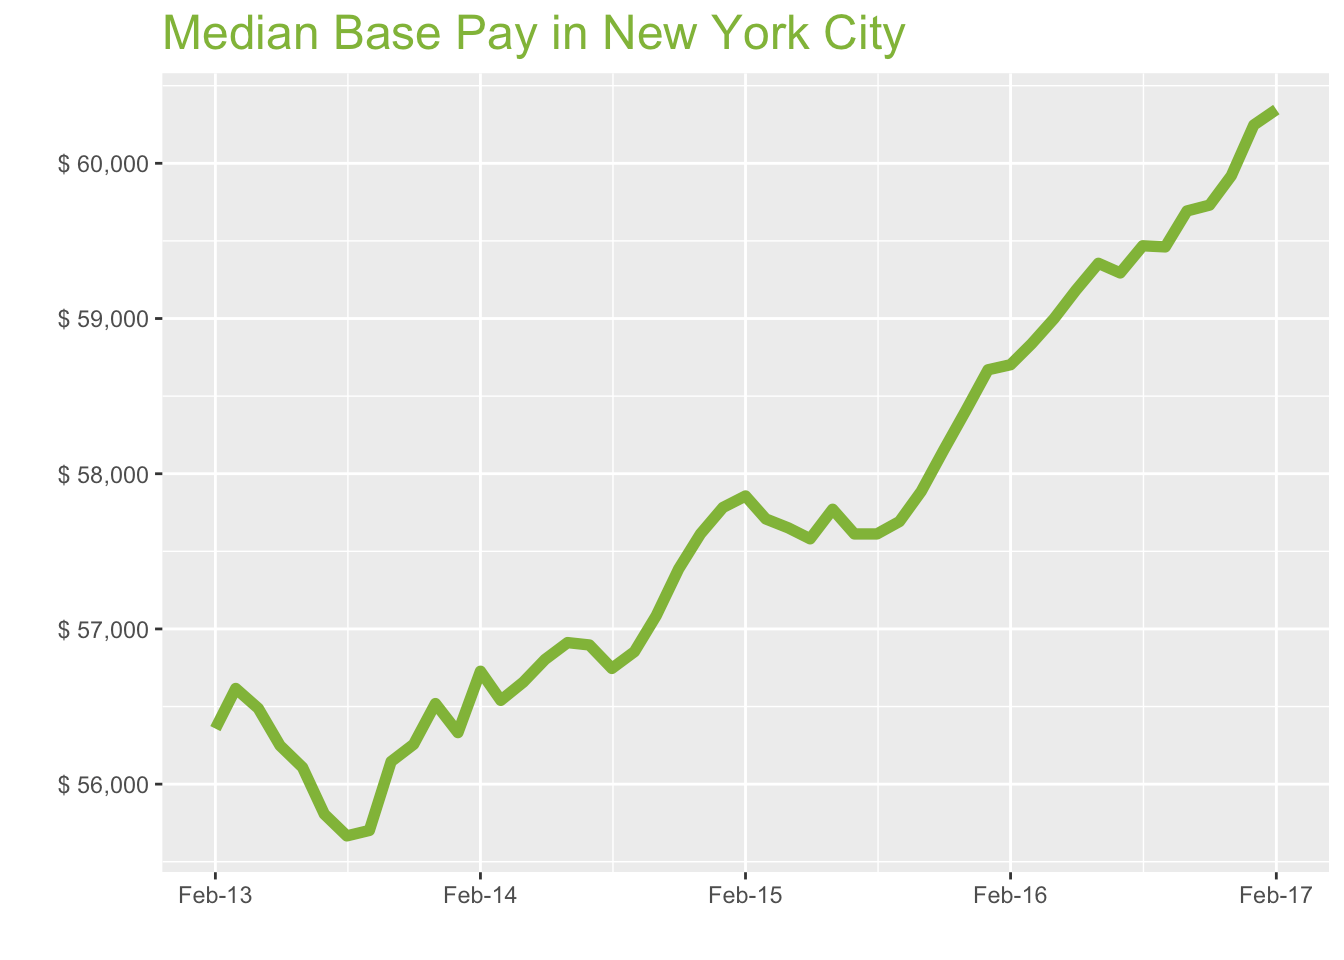 Median Base Pay in New York City
$ 60,000
$ 59,000
$ 58,000
$ 57,000
$ 56,000
Feb-13 Feb-14 Feb-15 Feb-16 Feb-17